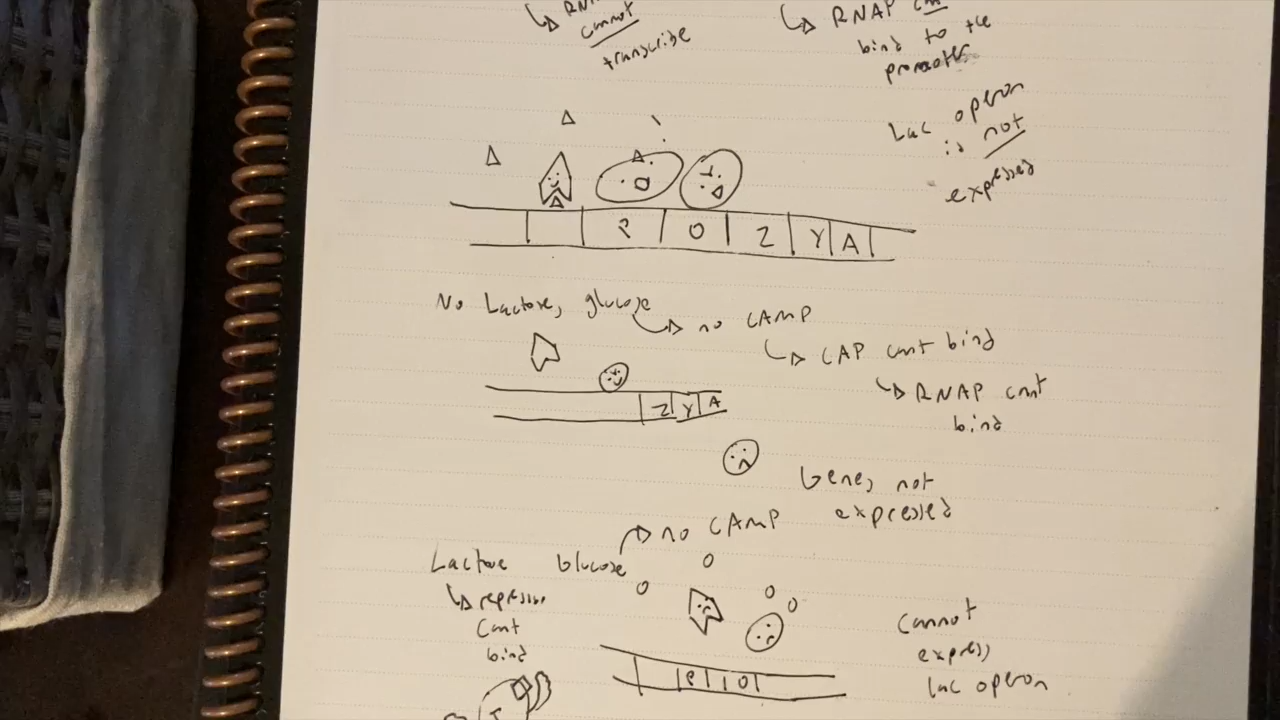 cannot
transcribe
RNAP can
bind to the
promoter
Lac operon
is not
expressed
P O Z Y A
No Lactose, glucose
no cAMP
CAP cant bind
RNAP cant
bind
Z Y A
Genes not
expressed
no cAMP
Lactose Glucose
repressor
cant
bind
Cannot
express
lac operon
P O